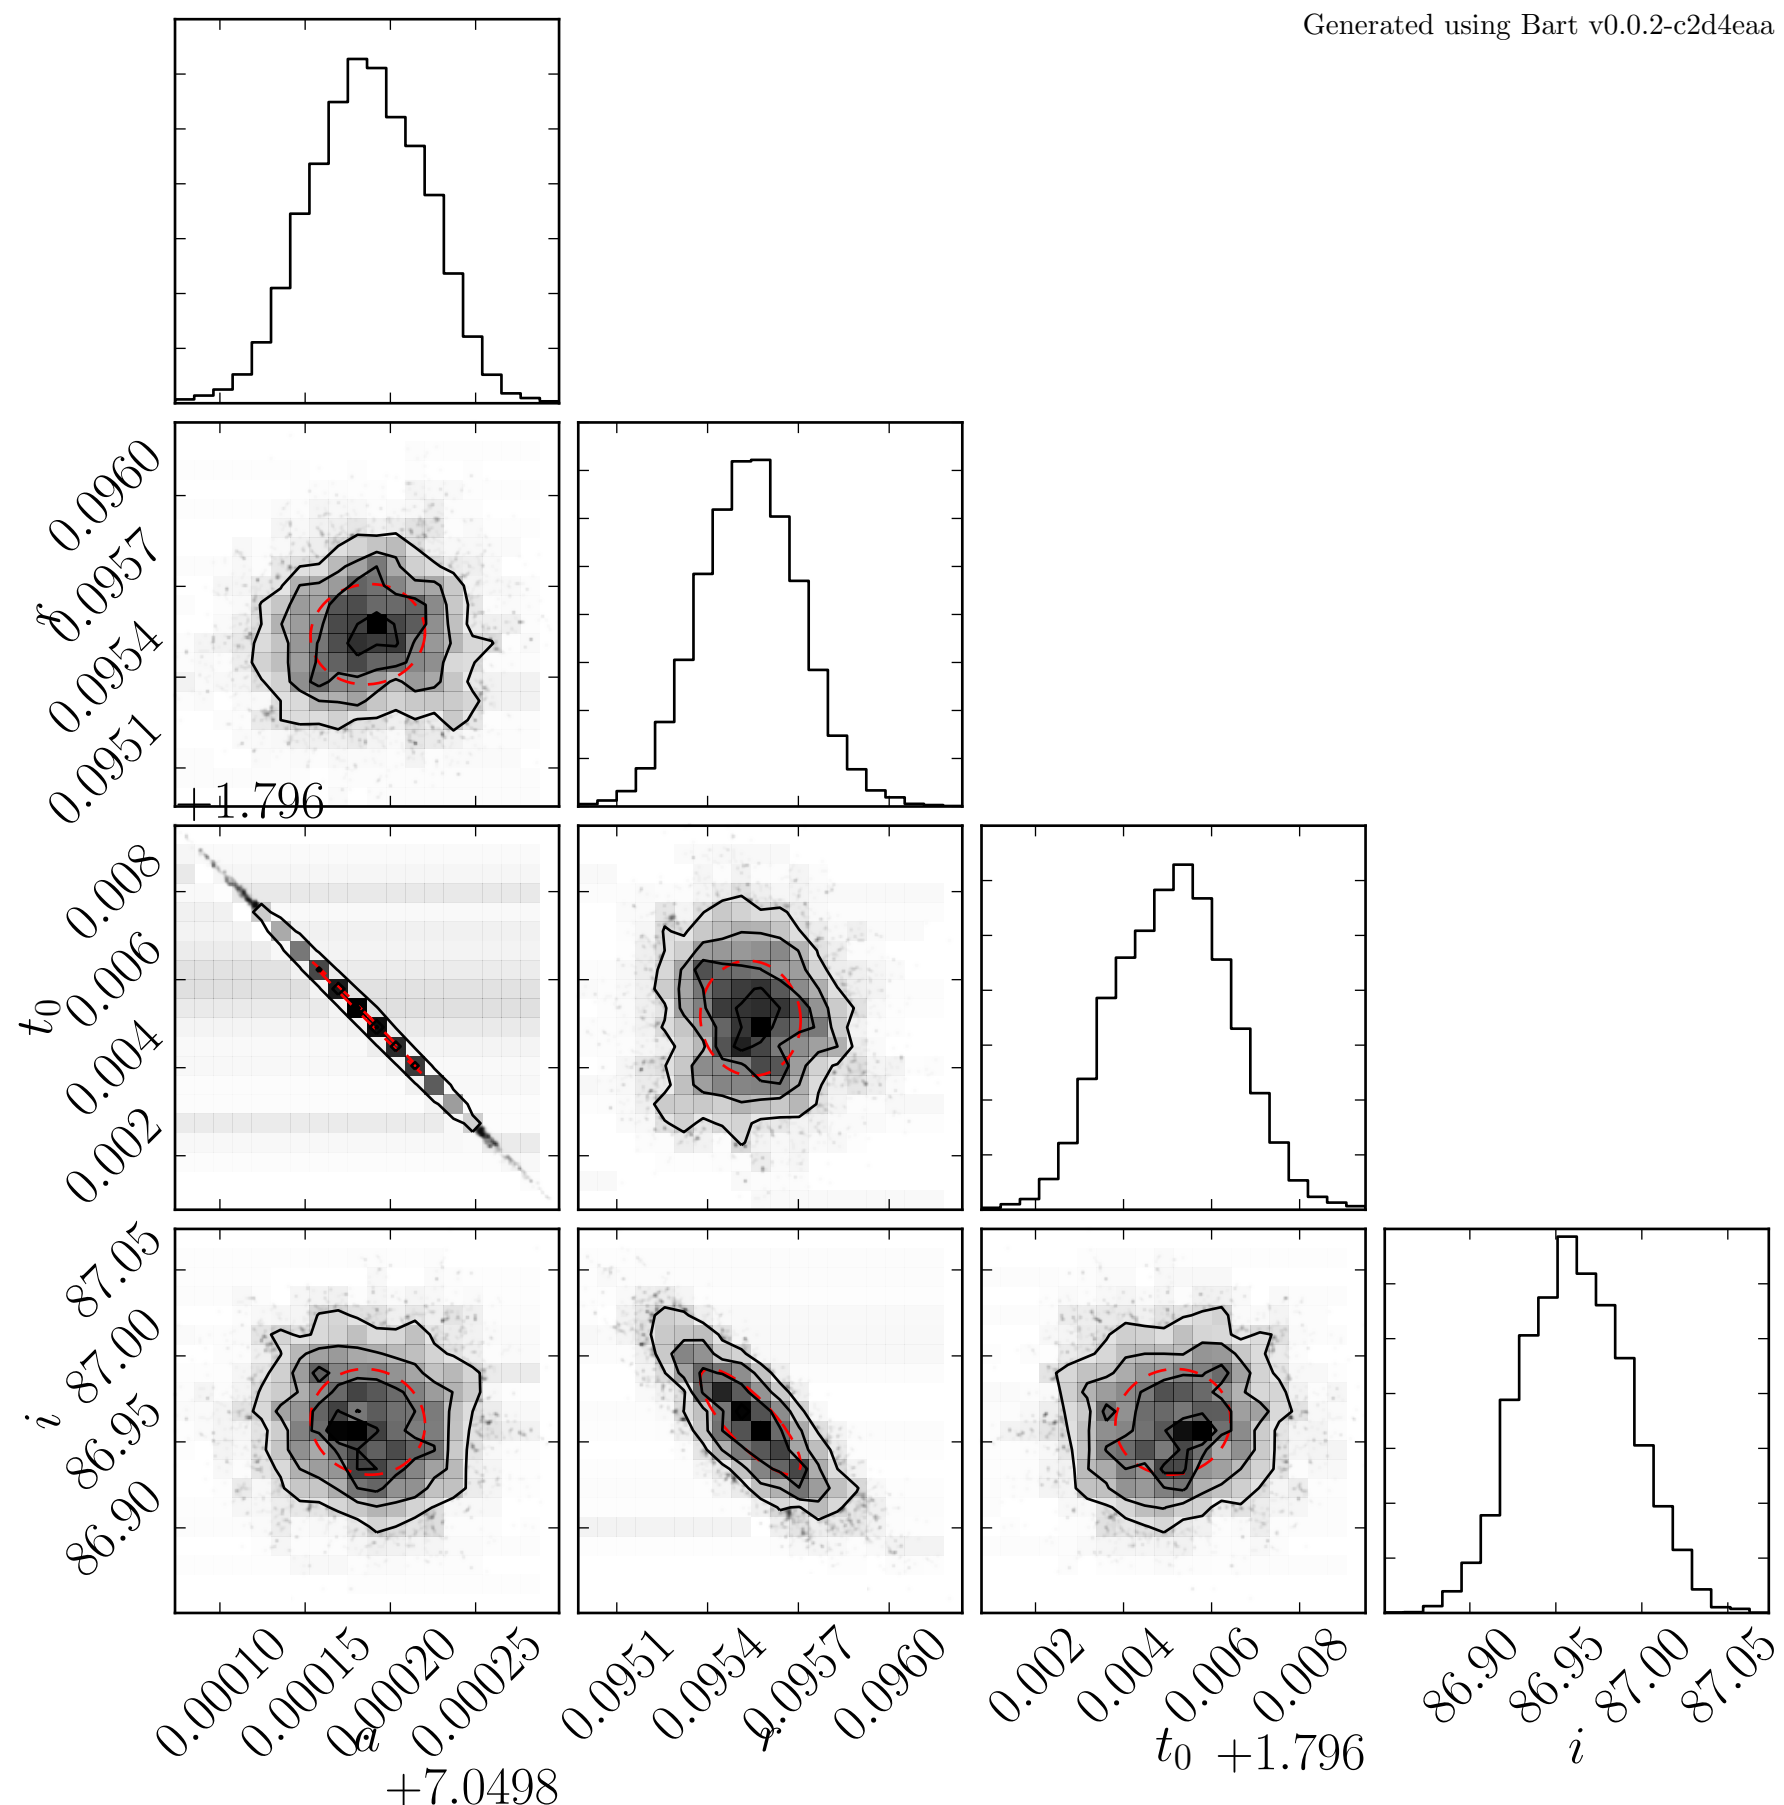 Generated using Bart v0.0.2-c2d4eaa
0.0960
0.0957
0.0954
0.0951
r
+1.796
0.008
0.006
0.004
0.002
t₀
87.05
87.00
86.95
86.90
i
0.00010 0.00015 0.00020 0.00025
a
+7.0498
0.0951 0.0954 0.0957 0.0960
r
0.002 0.004 0.006 0.008
t₀ +1.796
86.90 86.95 87.00 87.05
i